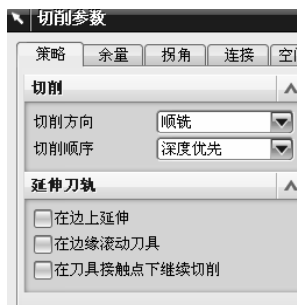 切削参数
策略 余量 拐角 连接 空
切削
切削方向 顺铣
切削顺序 深度优先
延伸刀轨
在边上延伸
在边缘滚动刀具
在刀具接触点下继续切削